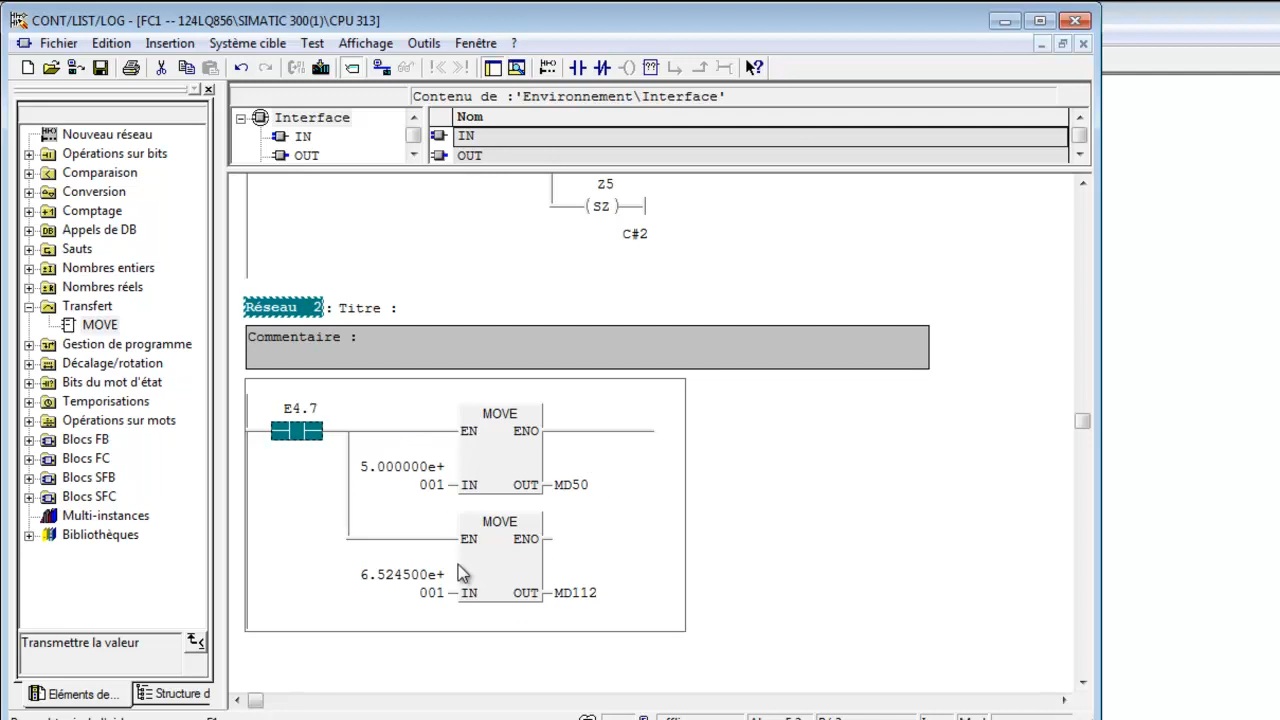 CONT/LIST/LOG - [FC1 -- 124LQ856\SIMATIC 300(1)\CPU 313]
Fichier Edition Insertion Système cible Test Affichage Outils Fenêtre ?
Contenu de :'Environnement\Interface'
Interface
IN
OUT
Nom
IN
OUT
Nouveau réseau
Opérations sur bits
Comparaison
Conversion
Comptage
Appels de DB
Sauts
Nombres entiers
Nombres réels
Transfert
MOVE
Gestion de programme
Décalage/rotation
Bits du mot d'état
Temporisations
Opérations sur mots
Blocs FB
Blocs FC
Blocs SFB
Blocs SFC
Multi-instances
Bibliothèques
Transmettre la valeur
Eléments de... Structure d
Z5
(SZ)
C#2
Réseau 2 : Titre :
Commentaire :
E4.7
MOVE
EN ENO
5.000000e+
001 IN OUT MD50
MOVE
EN ENO
6.524500e+
001 IN OUT MD112